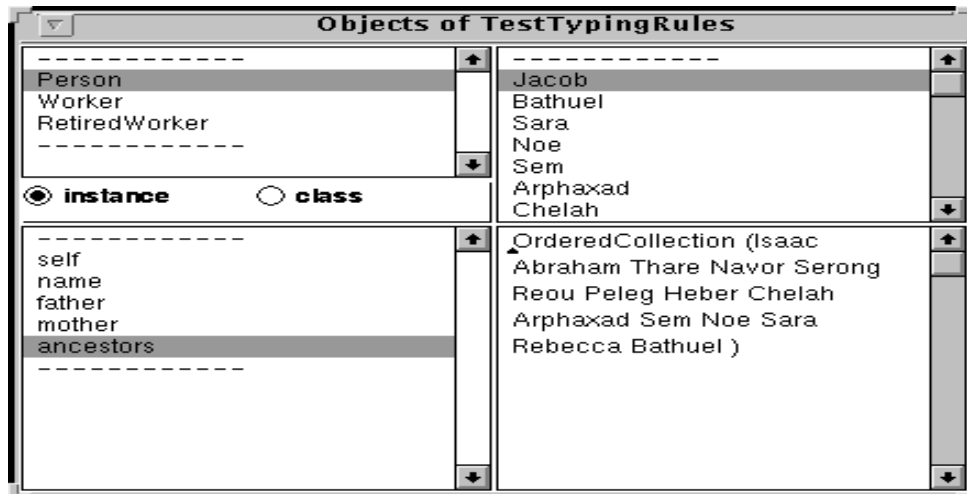 Objects of TestTypingRules
- - - - - - - - - - - - -
Person
Worker
RetiredWorker
- - - - - - - - - - - - -
instance
class
- - - - - - - - - - - -
Jacob
Bathuel
Sara
Noe
Sem
Arphaxad
Chelah
- - - - - - - - - - - - -
self
name
father
mother
ancestors
- - - - - - - - - - - - -
OrderedCollection (Isaac
Abraham Thare Navor Serong
Reou Peleg Heber Chelah
Arphaxad Sem Noe Sara
Rebecca Bathuel )